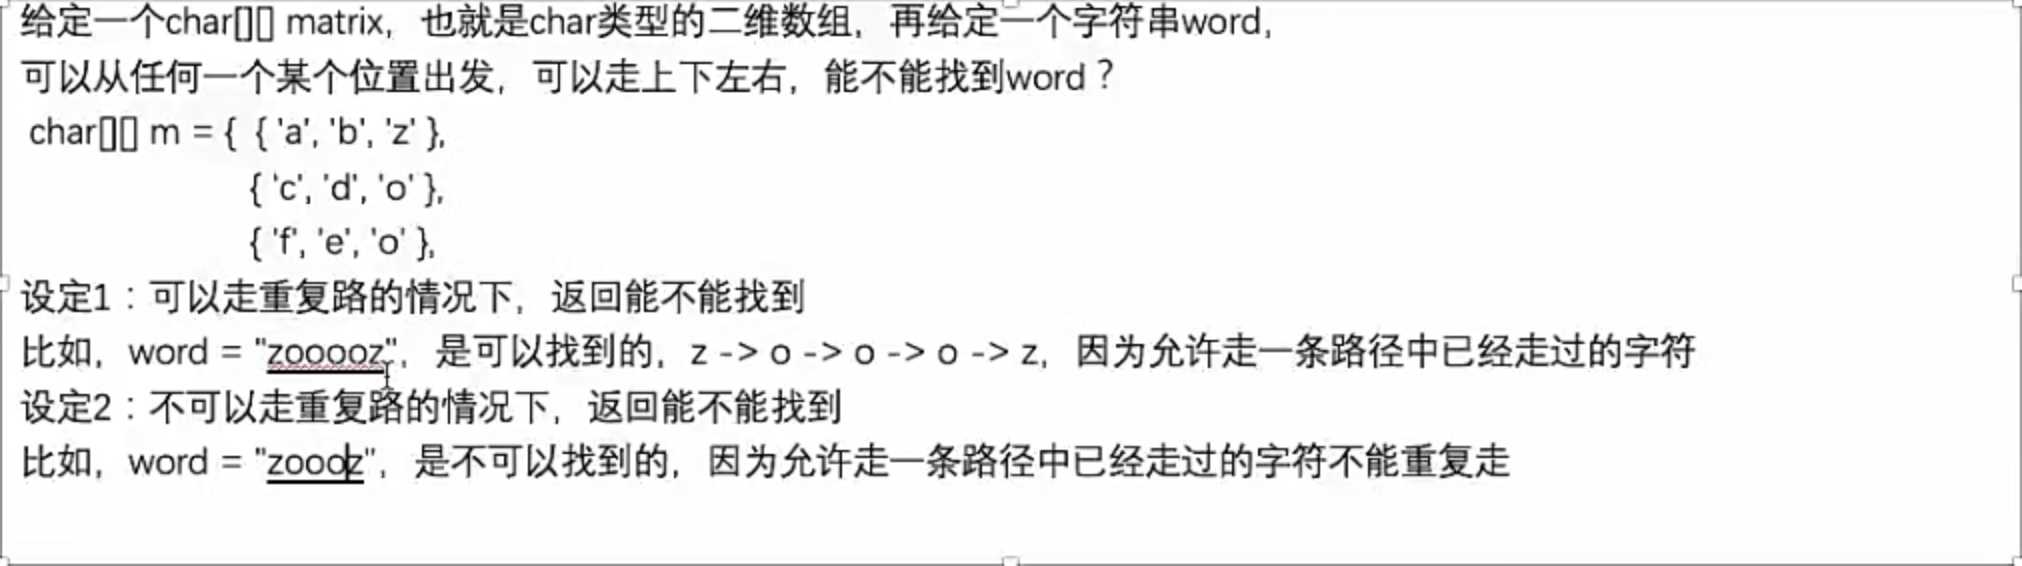 给定一个char[][] matrix，也就是char类型的二维数组，再给定一个字符串word，
可以从任何一个某个位置出发，可以走上下左右，能不能找到word？
char[][] m = { { 'a', 'b', 'z' },
{ 'c', 'd', 'o' },
{ 'f', 'e', 'o' },
设定1：可以走重复路的情况下，返回能不能找到
比如，word = "zoooz"，是可以找到的，z -> o -> o -> o -> z，因为允许走一条路径中已经走过的字符
设定2：不可以走重复路的情况下，返回能不能找到
比如，word = "zoooz"，是不可以找到的，因为允许走一条路径中已经走过的字符不能重复走